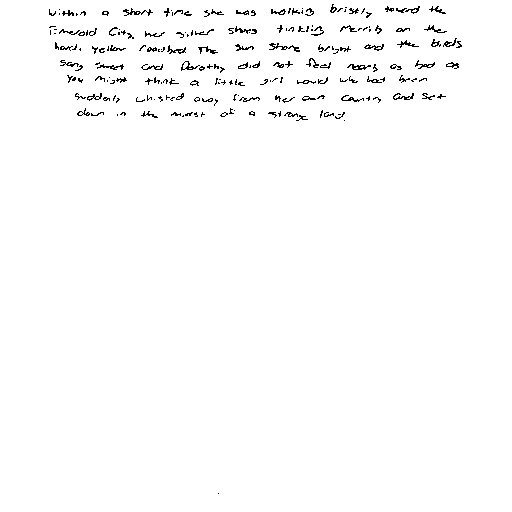 Within a short time she was walking briskly toward the
Emerald City, her silver shoes tinkling merrily on the
hard, yellow roadbed. The sun shone bright and the birds
sang sweet and Dorothy did not feel nearly as bad as
you might think a little girl would who had been
suddenly whisked away from her own country and set
down in the midst of a strange land.